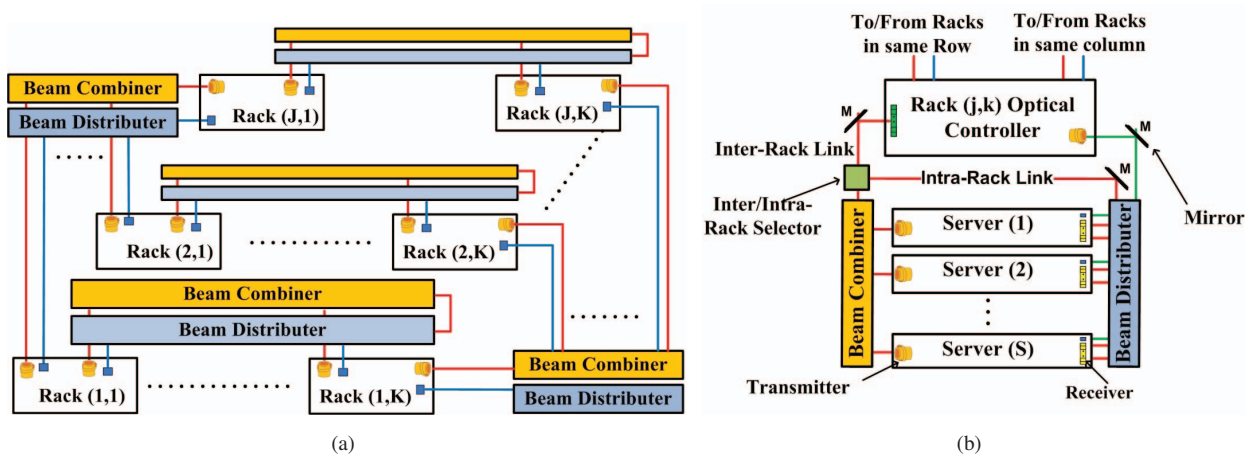 Beam Combiner
Beam Distributer
Rack (J,1)
Rack (J,K)
Rack (2,1)
Rack (2,K)
Beam Combiner
Beam Distributer
Rack (1,1)
Rack (1,K)
Beam Combiner
Beam Distributer
(a)
To/From Racks
in same Row
To/From Racks
in same column
M
Rack (j,k) Optical
Controller
M
Inter-Rack Link
Intra-Rack Link
M
Inter/Intra-
Rack Selector
Mirror
Beam Combiner
Server (1)
Server (2)
Server (S)
Beam Distributer
Transmitter
Receiver
(b)